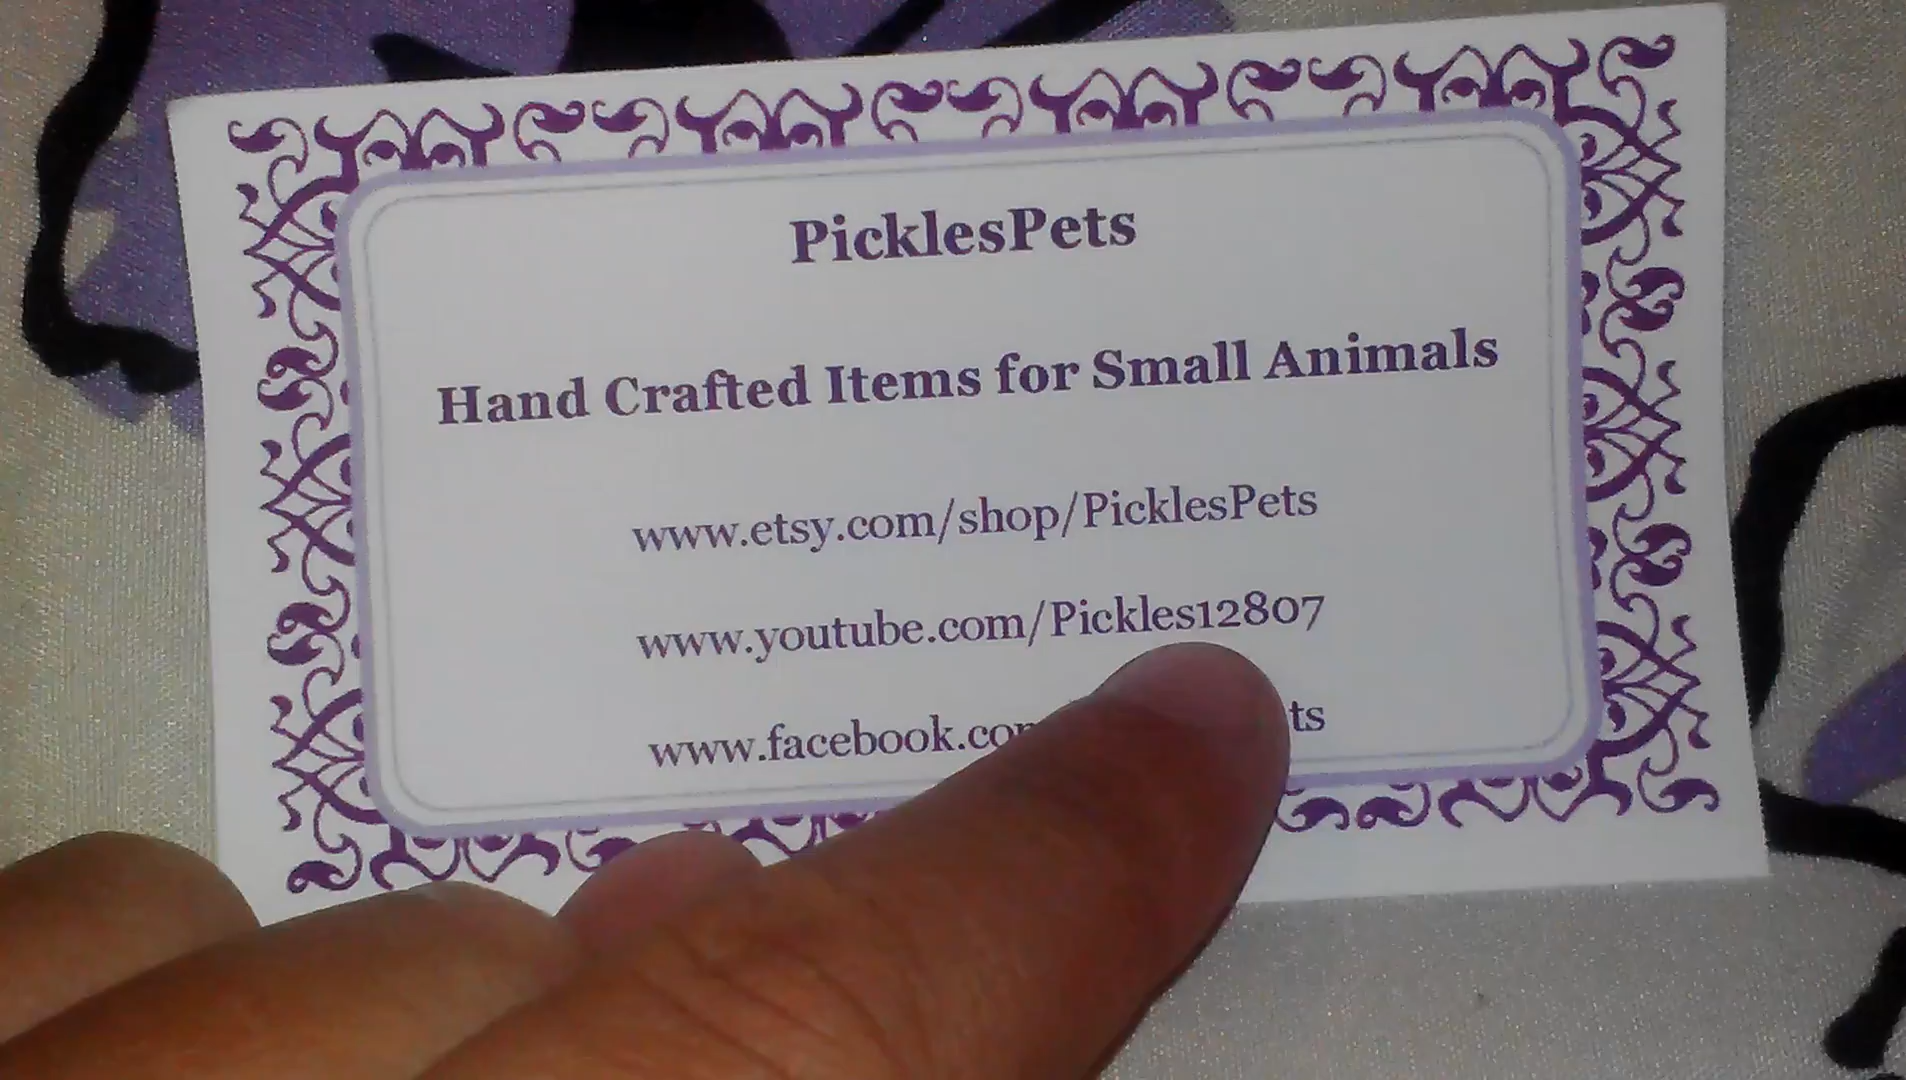 PicklesPets
Hand Crafted Items for Small Animals
www.etsy.com/shop/PicklesPets
www.youtube.com/Pickles12807
www.facebook.co